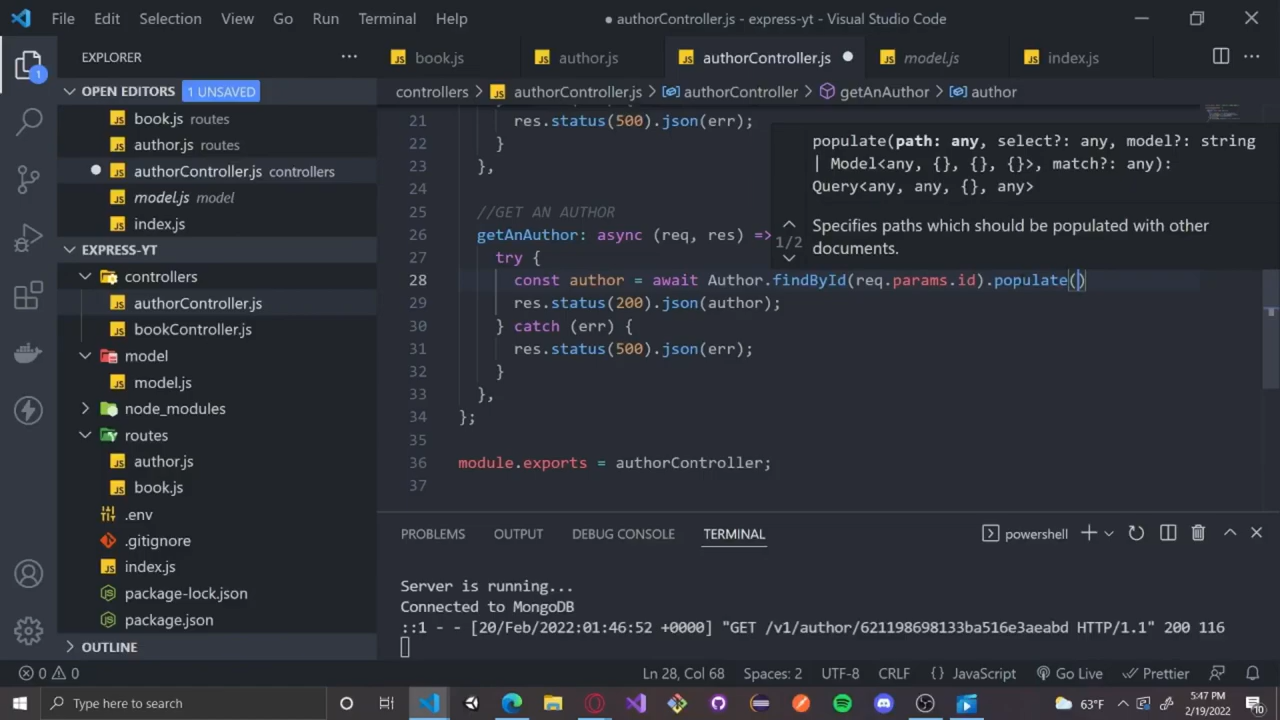 File Edit Selection View Go Run Terminal Help ● authorController.js - express-yt - Visual Studio Code
EXPLORER
OPEN EDITORS 1 UNSAVED
book.js routes
author.js routes
authorController.js controllers
model.js model
index.js
EXPRESS-YT
controllers
authorController.js
bookController.js
model
model.js
node_modules
routes
author.js
book.js
.env
.gitignore
index.js
package-lock.json
package.json
OUTLINE
book.js author.js authorController.js ● model.js index.js
controllers > authorController.js > authorController > getAnAuthor > author
21 res.status(500).json(err);
22 }
23 },
24
25 //GET AN AUTHOR
26 getAnAuthor: async (req, res) =>
27 try {
28 const author = await Author.findById(req.params.id).populate()
29 res.status(200).json(author);
30 } catch (err) {
31 res.status(500).json(err);
32 }
33 },
34 };
35
36 module.exports = authorController;
37
populate(path: any, select?: any, model?: string
| Model<any, {}, {}, {}>, match?: any):
Query<any, any, {}, any>
1/2
Specifies paths which should be populated with other
documents.
PROBLEMS OUTPUT DEBUG CONSOLE TERMINAL powershell
Server is running...
Connected to MongoDB
::1 - - [20/Feb/2022:01:46:52 +0000] "GET /v1/author/621198698133ba516e3aeabd HTTP/1.1" 200 116
0 0 Ln 28, Col 68 Spaces: 2 UTF-8 CRLF {} JavaScript Go Live Prettier
Type here to search 63°F 5:47 PM
2/19/2022
10